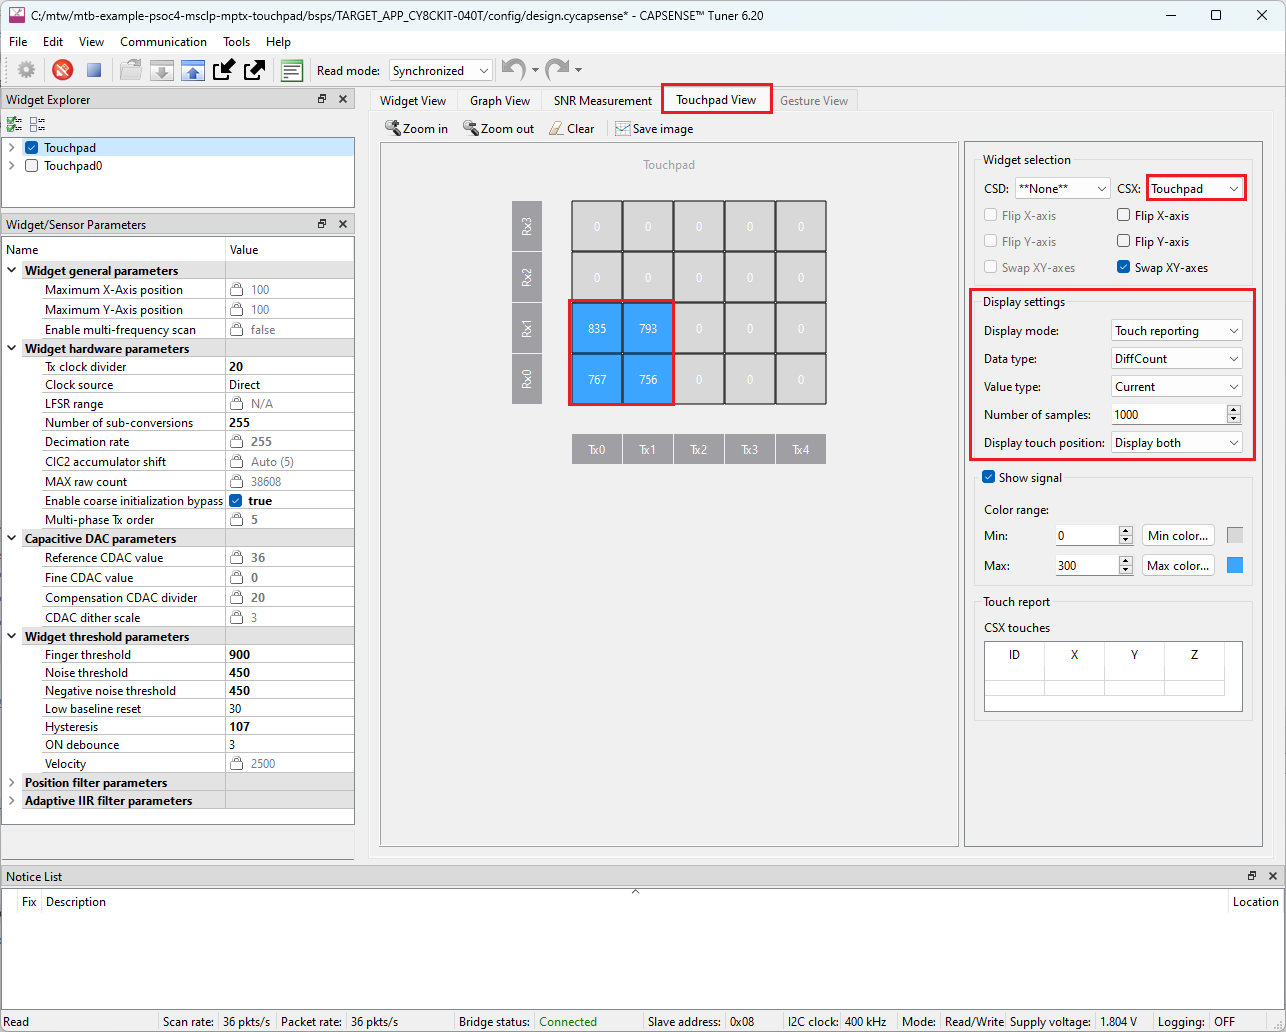 C:/mtw/mtb-example-psoc4-msclp-mptx-touchpad/bsps/TARGET_APP_CY8CKIT-040T/config/design.cycapsense* - CAPSENSE™ Tuner 6.20
File Edit View Communication Tools Help
Read mode: Synchronized
Widget Explorer
Touchpad
Touchpad0
Widget/Sensor Parameters
Name Value
Widget general parameters
Maximum X-Axis position 100
Maximum Y-Axis position 100
Enable multi-frequency scan false
Widget hardware parameters
Tx clock divider 20
Clock source Direct
LFSR range N/A
Number of sub-conversions 255
Decimation rate 255
CIC2 accumulator shift Auto (5)
MAX raw count 38608
Enable coarse initialization bypass true
Multi-phase Tx order 5
Capacitive DAC parameters
Reference CDAC value 36
Fine CDAC value 0
Compensation CDAC divider 20
CDAC dither scale 3
Widget threshold parameters
Finger threshold 900
Noise threshold 450
Negative noise threshold 450
Low baseline reset 30
Hysteresis 107
ON debounce 3
Velocity 2500
Position filter parameters
Adaptive IIR filter parameters
Widget View Graph View SNR Measurement Touchpad View Gesture View
Zoom in Zoom out Clear Save image
Touchpad
Rx3 0 0 0 0 0
Rx2 0 0 0 0 0
Rx1 835 793 0 0 0
Rx0 767 756 0 0 0
Tx0 Tx1 Tx2 Tx3 Tx4
Widget selection
CSD: **None** CSX: Touchpad
Flip X-axis Flip X-axis
Flip Y-axis Flip Y-axis
Swap XY-axes Swap XY-axes
Display settings
Display mode: Touch reporting
Data type: DiffCount
Value type: Current
Number of samples: 1000
Display touch position: Display both
Show signal
Color range:
Min: 0 Min color...
Max: 300 Max color...
Touch report
CSX touches
ID X Y Z
Notice List
Fix Description Location
Read Scan rate: 36 pkts/s Packet rate: 36 pkts/s Bridge status: Connected Slave address: 0x08 I2C clock: 400 kHz Mode: Read/Write Supply voltage: 1.804 V Logging: OFF